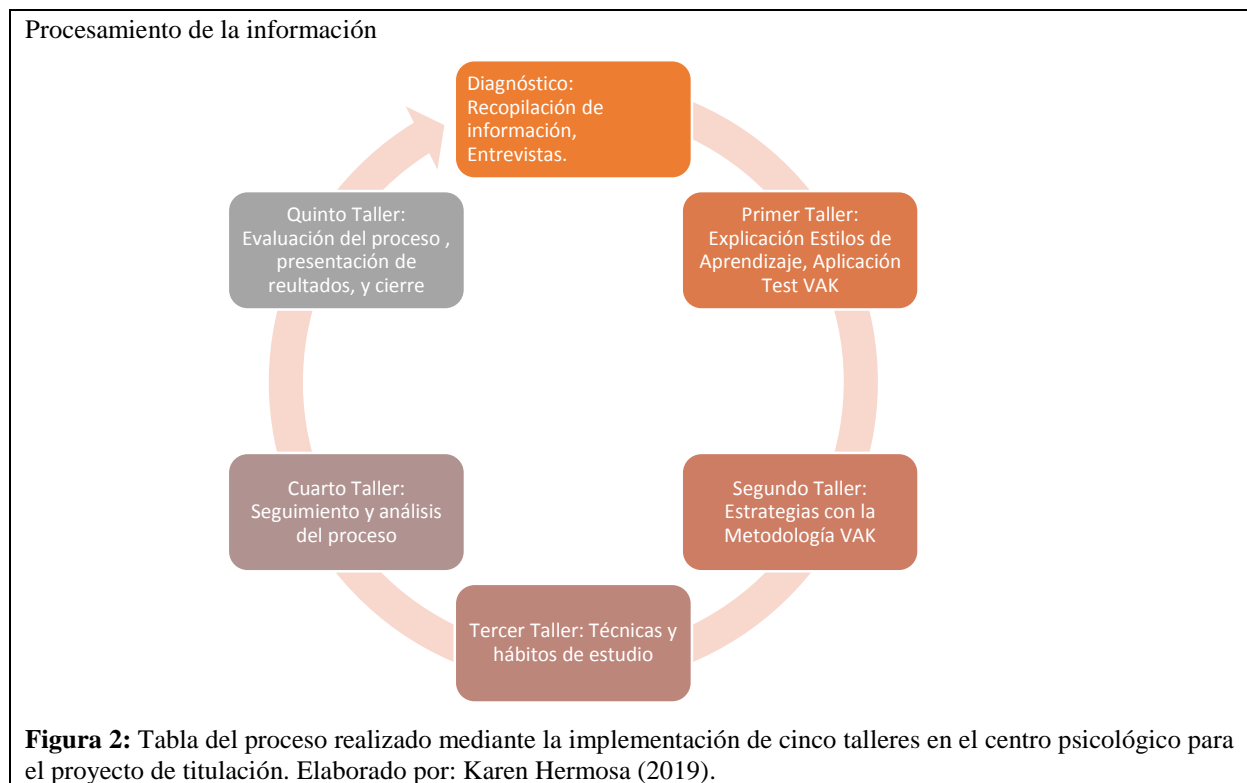 Procesamiento de la información
Diagnóstico:
Recopilación de
información,
Entrevistas.
Primer Taller:
Explicación Estilos de
Aprendizaje, Aplicación
Test VAK
Segundo Taller:
Estrategias con la
Metodología VAK
Tercer Taller: Técnicas y
hábitos de estudio
Cuarto Taller:
Seguimiento y análisis
del proceso
Quinto Taller:
Evaluación del proceso ,
presentación de
reultados, y cierre
Figura 2: Tabla del proceso realizado mediante la implementación de cinco talleres en el centro psicológico para
el proyecto de titulación. Elaborado por: Karen Hermosa (2019).